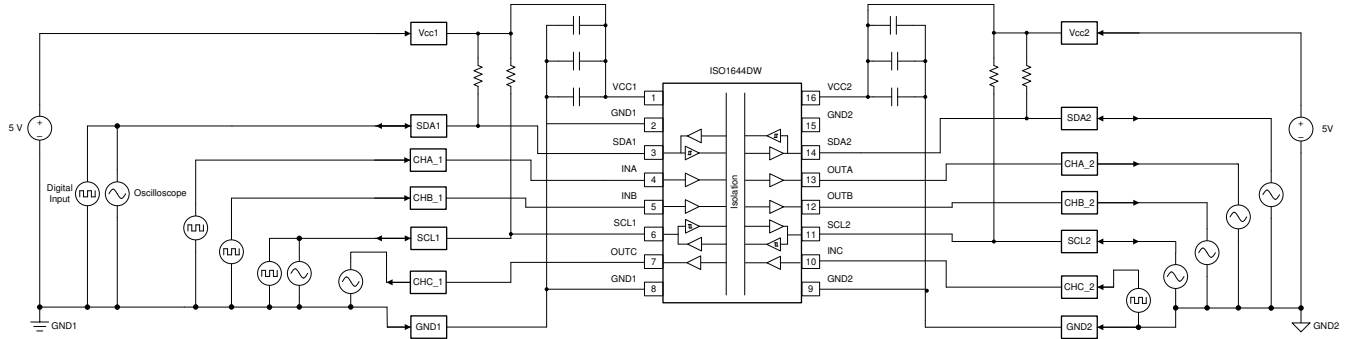 ISO1644DW
Vcc1
VCC1
1
16
VCC2
Vcc2
GND1
2
15
GND2
5 V
SDA1
SDA1
3
14
SDA2
SDA2
5V
CHA_1
INA
4
13
OUTA
CHA_2
Digital
Input
Oscilloscope
CHB_1
INB
5
12
OUTB
CHB_2
Isolation
SCL1
SCL1
6
11
SCL2
SCL2
CHC_1
OUTC
7
10
INC
CHC_2
GND1
8
9
GND2
GND1
GND1
GND2
GND2